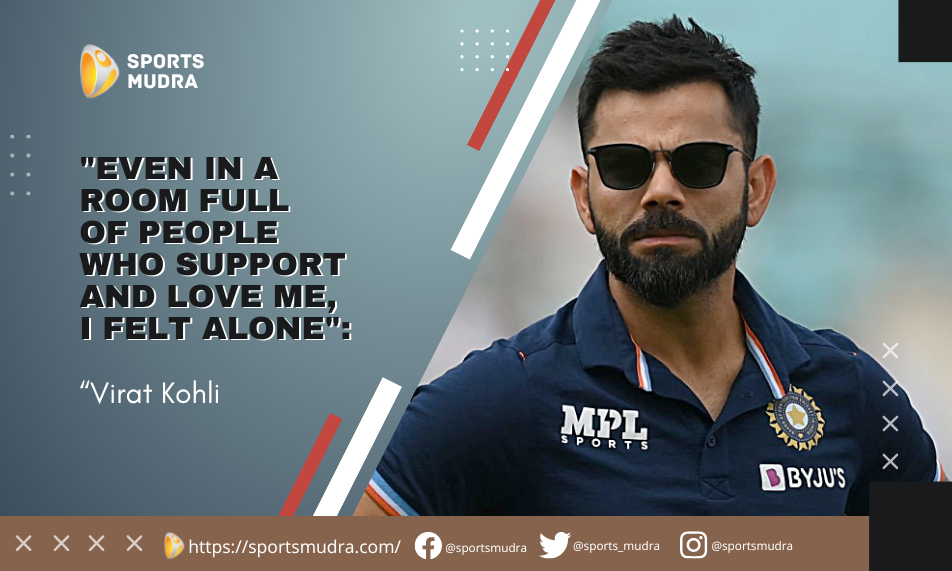 SPORTS
MUDRA
"EVEN IN A
ROOM FULL
OF PEOPLE
WHO SUPPORT
AND LOVE ME,
I FELT ALONE":
“Virat Kohli
MPL
SPORTS
BYJU'S
https://sportsmudra.com/ @sportsmudra @sports_mudra @sportsmudra